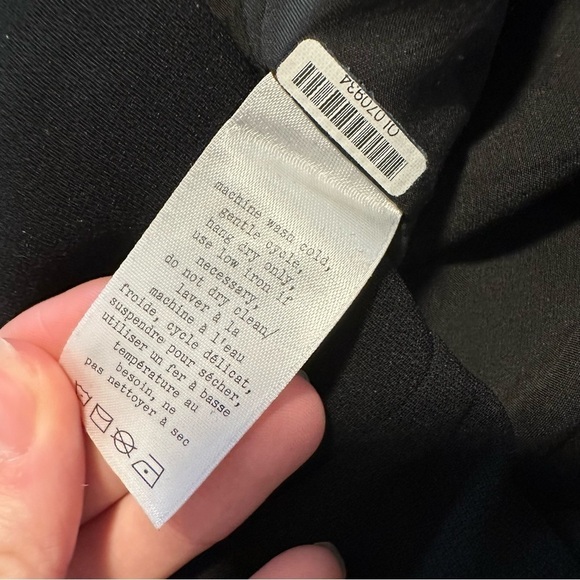 QL070934
machine wash cold,
gentle cycle,
hang dry only,
use low iron if
necessary,
do not dry clean/
laver à la
machine à l'eau
froide, cycle délicat,
suspendre pour sécher,
utiliser un fer à basse
température au
besoin, ne
pas nettoyer à sec